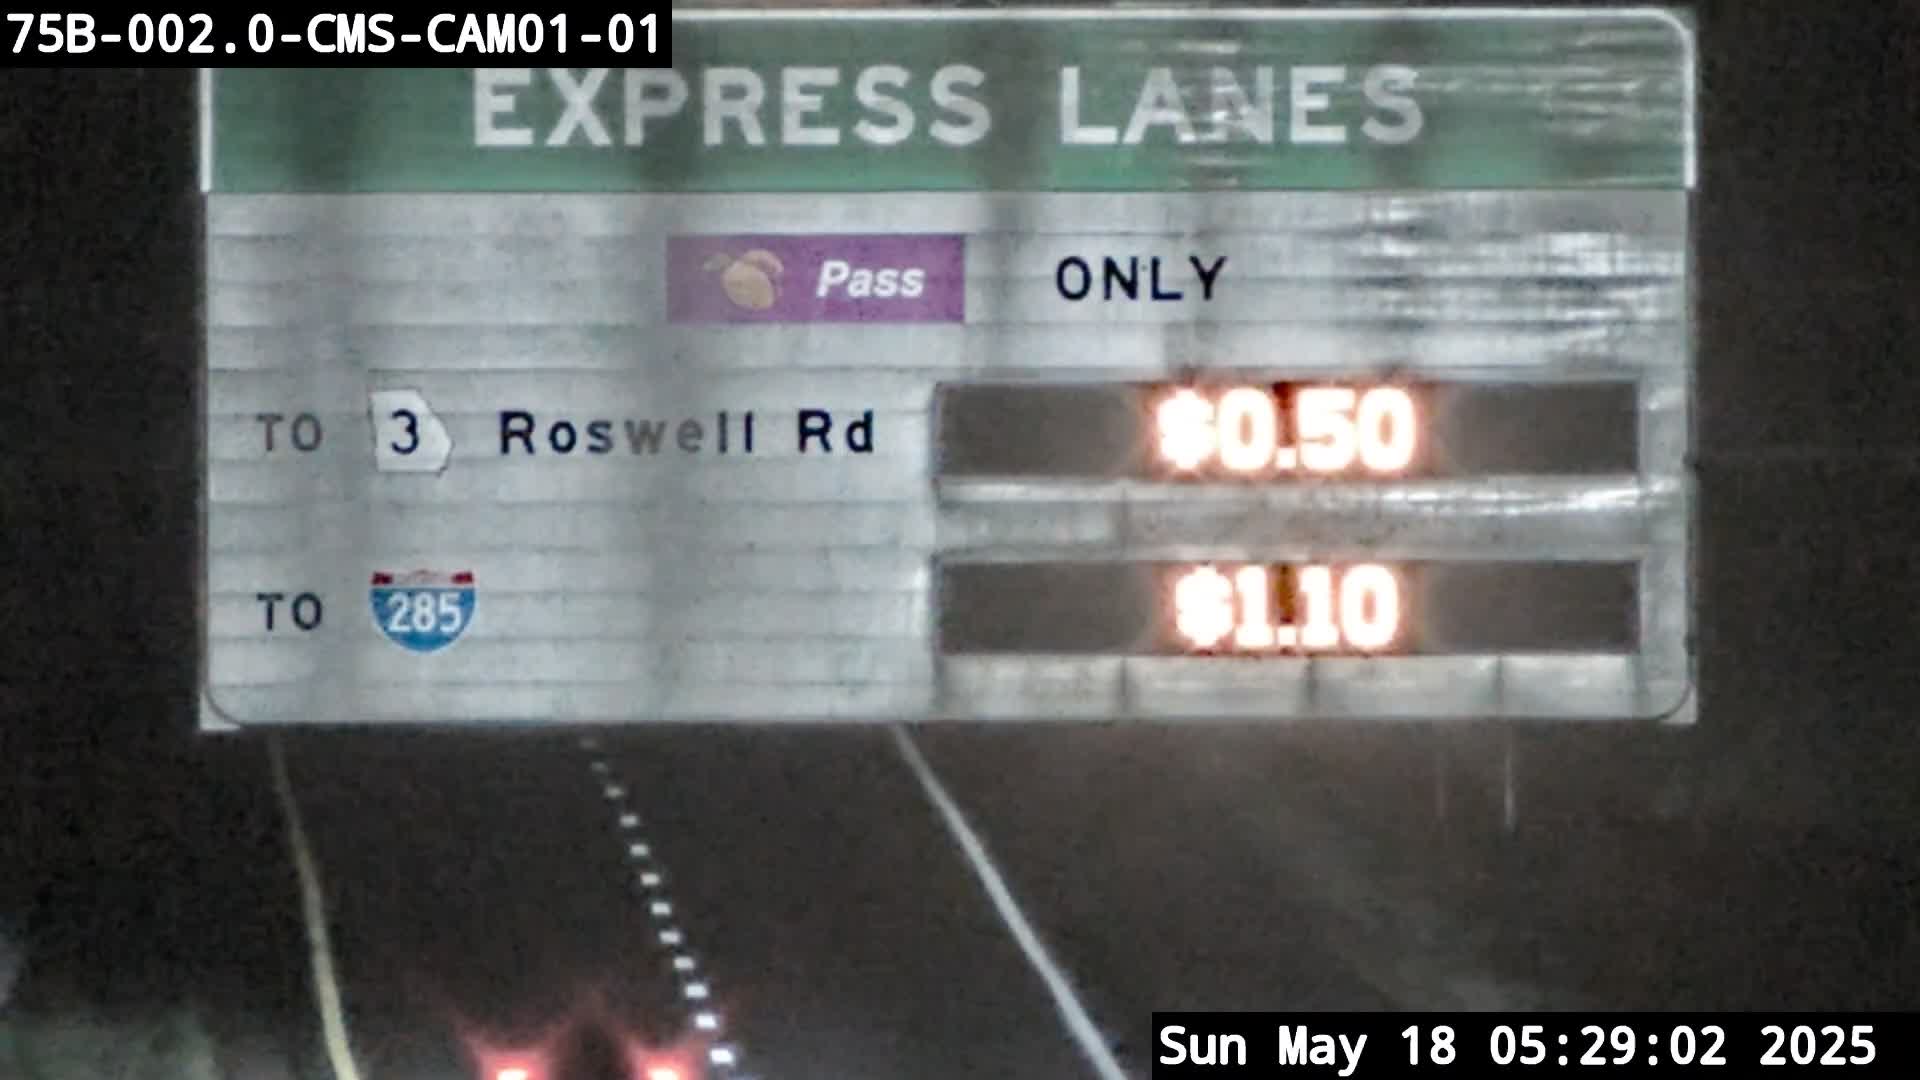 75B-002.0-CMS-CAM01-01
EXPRESS LANES
Pass ONLY
TO 3 Roswell Rd $0.50
TO 285 $1.10
Sun May 18 05:29:02 2025